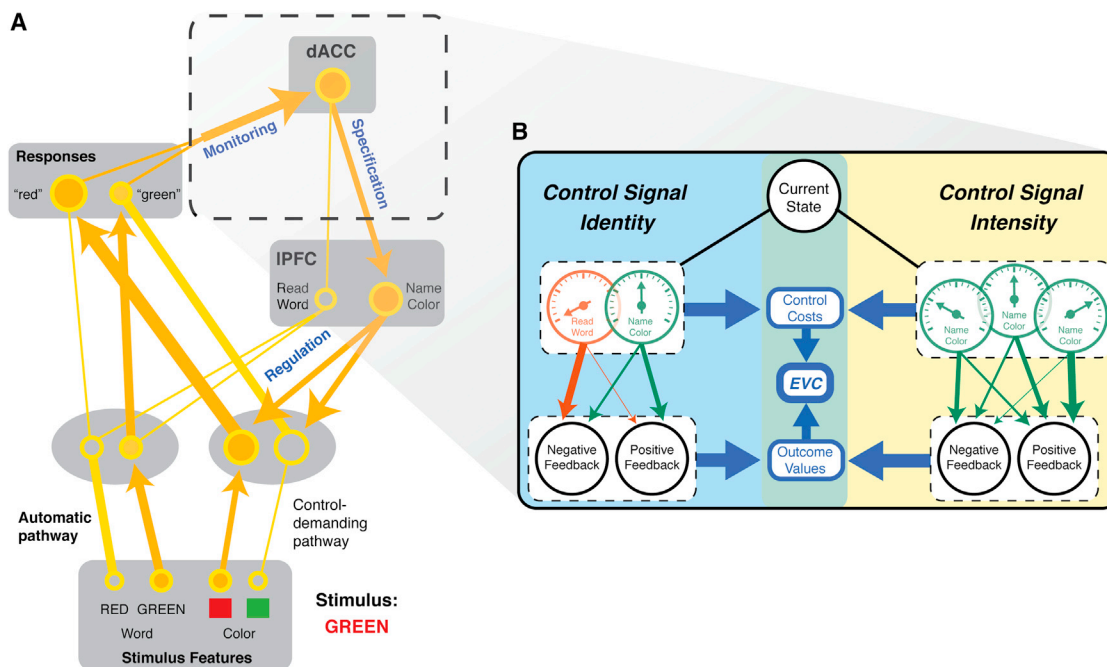 A
dACC
Monitoring
Specification
Responses
“red”
“green”
lPFC
Read
Word
Name
Color
Regulation
Automatic
pathway
Control-
demanding
pathway
RED GREEN
Word
Color
Stimulus Features
Stimulus:
GREEN
B
Control Signal
Identity
Current
State
Control Signal
Intensity
Read
Word
Name
Color
Control
Costs
Name
Color
Name
Color
Name
Color
EVC
Negative
Feedback
Positive
Feedback
Outcome
Values
Negative
Feedback
Positive
Feedback